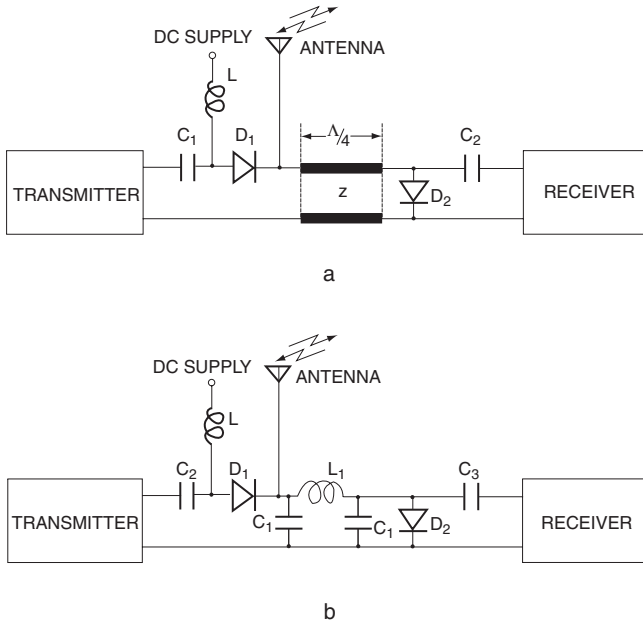 DC SUPPLY
ANTENNA
L
C1
D1
Λ/4
C2
TRANSMITTER
z
D2
RECEIVER
a
DC SUPPLY
ANTENNA
L
C2
D1
L1
C3
TRANSMITTER
C1
C1
D2
RECEIVER
b